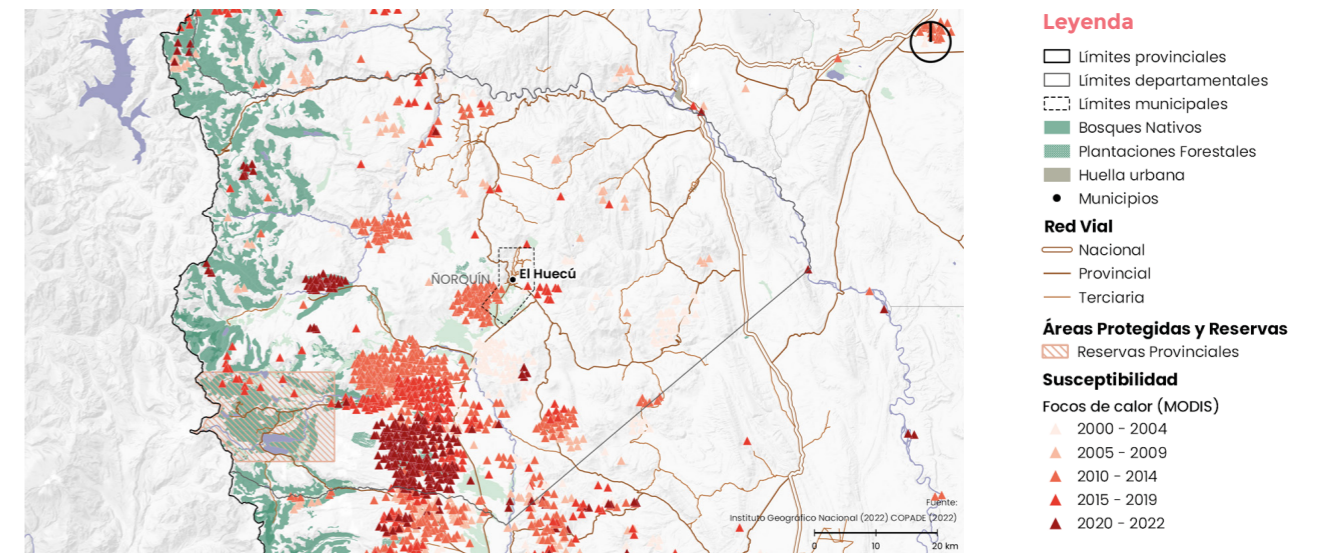 ÑORQUÍN
El Huecú
Fuente:
Instituto Geográfico Nacional (2022) COPADE (2022)
0 10 20 km
Leyenda
Límites provinciales
Límites departamentales
Límites municipales
Bosques Nativos
Plantaciones Forestales
Huella urbana
Municipios
Red Vial
Nacional
Provincial
Terciaria
Áreas Protegidas y Reservas
Reservas Provinciales
Susceptibilidad
Focos de calor (MODIS)
2000 - 2004
2005 - 2009
2010 - 2014
2015 - 2019
2020 - 2022